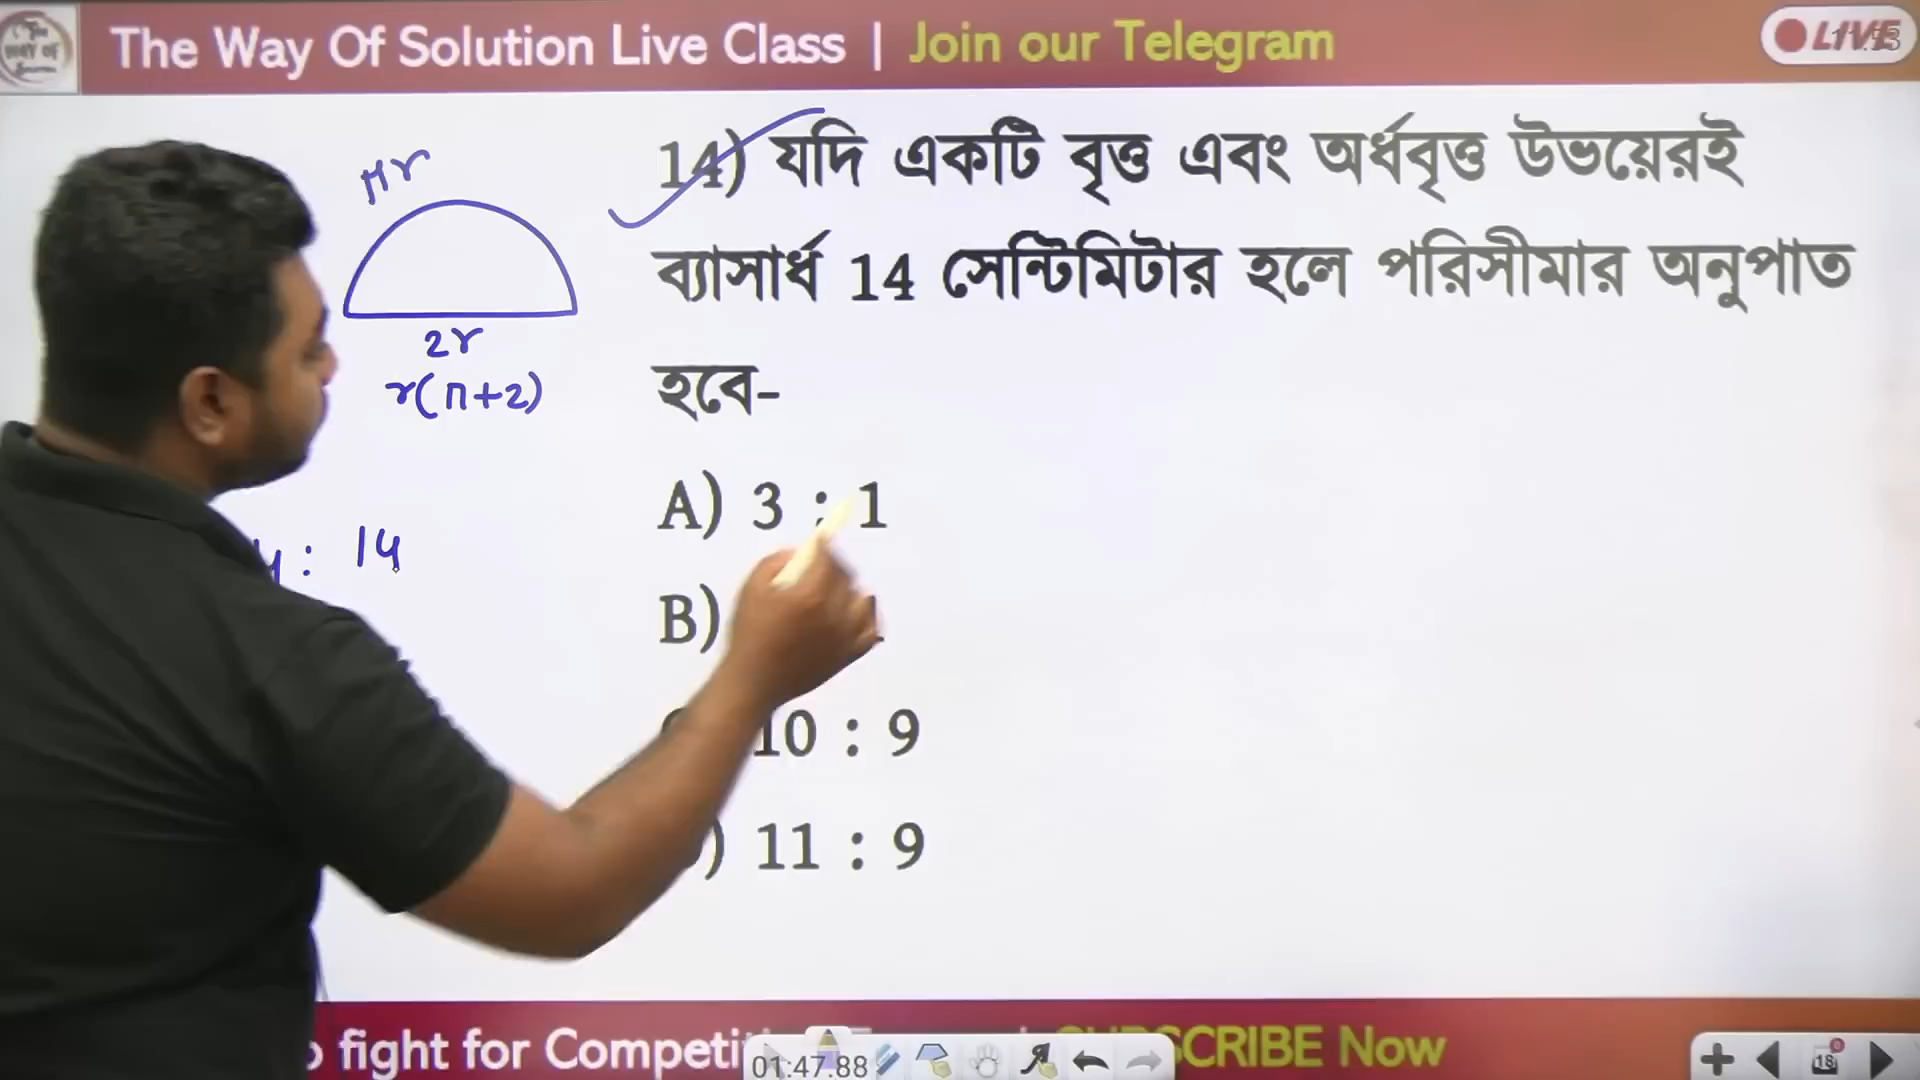 The Way Of Solution Live Class | Join our Telegram
LIVE
14) যদি একটি বৃত্ত এবং অর্ধবৃত্ত উভয়েরই
ব্যাসার্ধ 14 সেন্টিমিটার হলে পরিসীমার অনুপাত
হবে-
πr
2r
r(π+2)
: 14
A) 3 : 1
B)
10 : 9
) 11 : 9
fight for
SUBSCRIBE Now
01:47.88
18